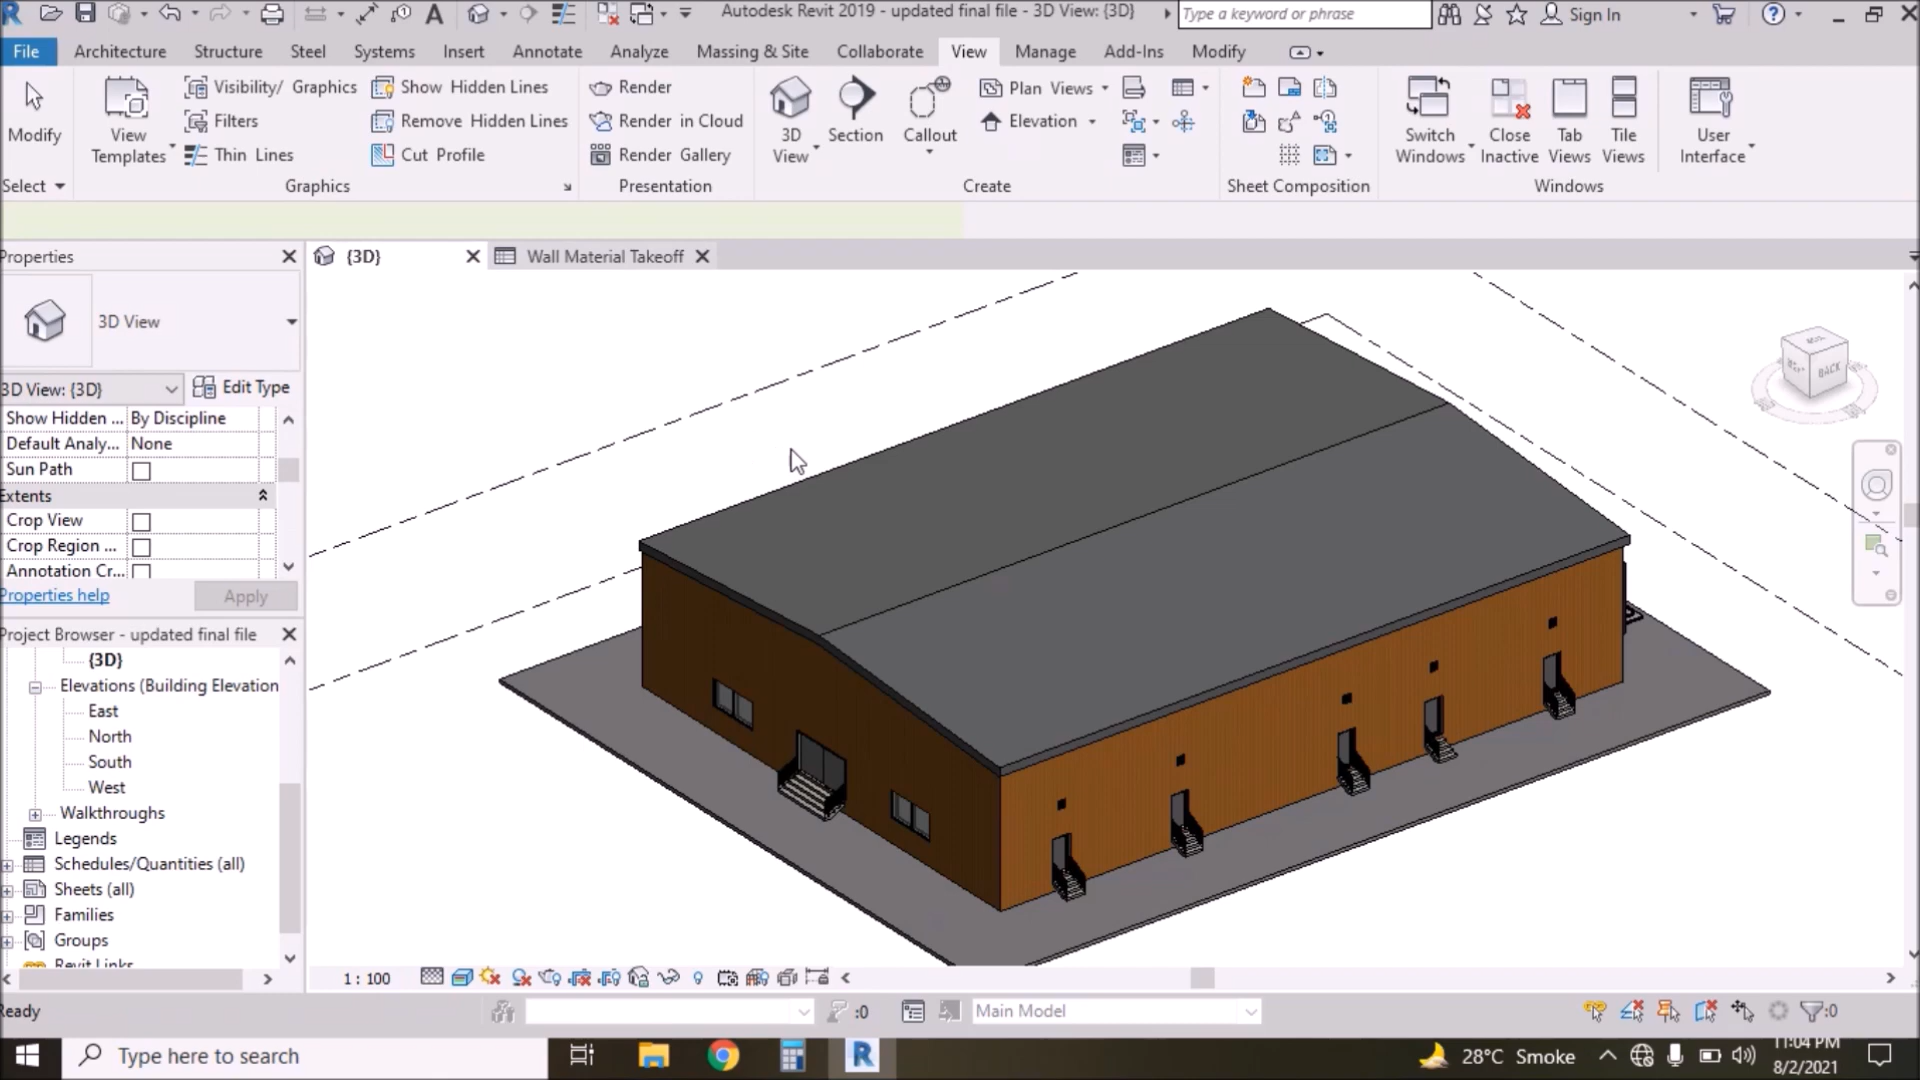 Autodesk Revit 2019 - updated final file - 3D View: {3D}
Type a keyword or phrase
Sign In
File Architecture Structure Steel Systems Insert Annotate Analyze Massing & Site Collaborate View Manage Add-Ins Modify
Modify
Select
View Templates
Visibility/ Graphics
Filters
Thin Lines
Show Hidden Lines
Remove Hidden Lines
Cut Profile
Graphics
Render
Render in Cloud
Render Gallery
Presentation
3D View
Section
Callout
Plan Views
Elevation
Create
Sheet Composition
Switch Windows
Close Inactive
Tab Views
Tile Views
Windows
User Interface
Properties
{3D}
Wall Material Takeoff
3D View
3D View: {3D}
Edit Type
Show Hidden ... By Discipline
Default Analy... None
Sun Path
Extents
Crop View
Crop Region ...
Annotation Cr...
Properties help
Apply
Project Browser - updated final file
{3D}
Elevations (Building Elevation
East
North
South
West
Walkthroughs
Legends
Schedules/Quantities (all)
Sheets (all)
Families
Groups
Revit Links
BACK
1 : 100
Ready
:0
Main Model
:0
Type here to search
28°C Smoke
11:04 PM
8/2/2021